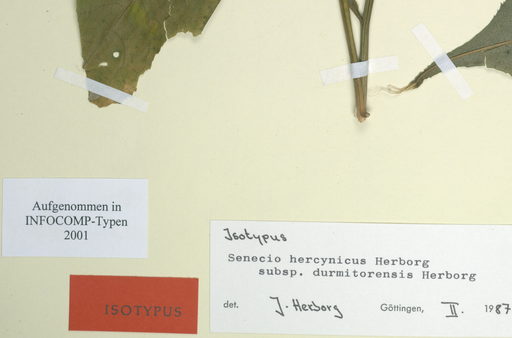 Aufgenommen in
INFOCOMP-Typen
2001
ISOTYPUS
Isotypus
Senecio hercynicus Herborg
subsp. durmitorensis Herborg
det. J. Herborg Göttingen, II. 1987